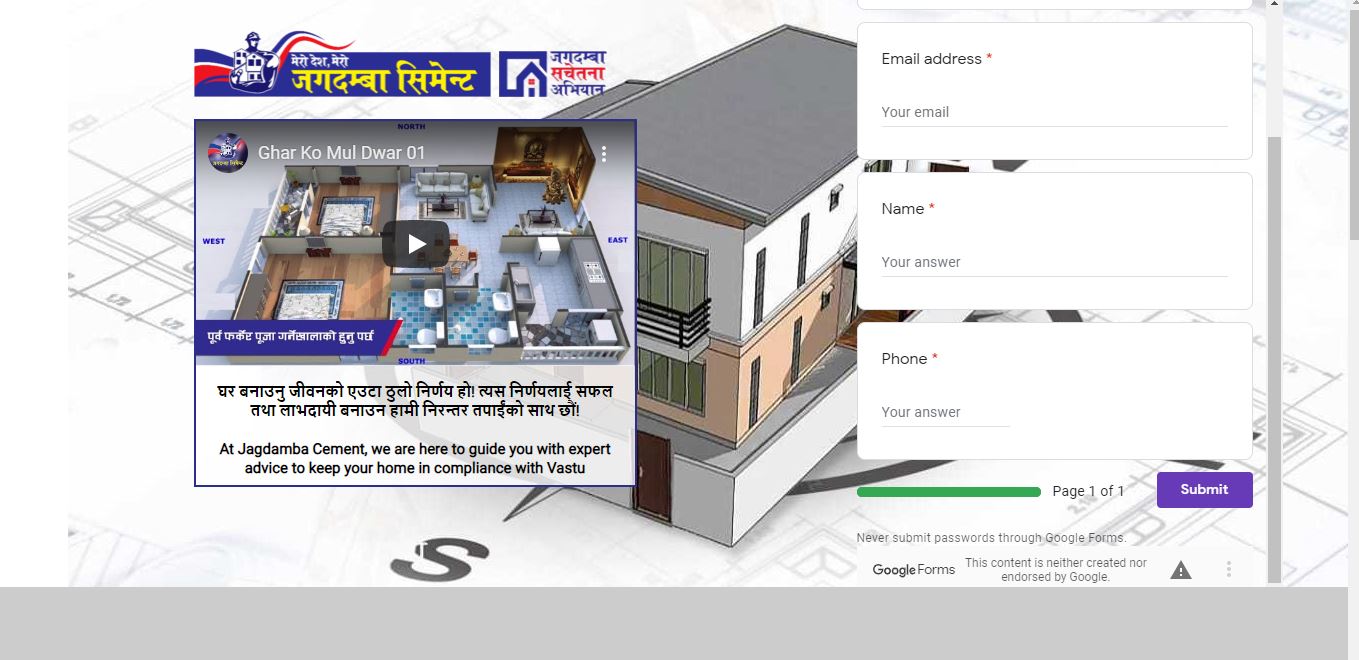 मेरो देश, मेरो
जगदम्बा सिमेन्ट
जगदम्बा
सचेतना
अभियान
NORTH
Ghar Ko Mul Dwar 01
WEST
EAST
पूर्व फर्केर पूजा गर्नेखालाको हुनु पर्छ
SOUTH
घर बनाउनु जीवनको एउटा ठुलो निर्णय हो! त्यस निर्णयलाई सफल
तथा लाभदायी बनाउन हामी निरन्तर तपाईंको साथ छौं!
At Jagdamba Cement, we are here to guide you with expert
advice to keep your home in compliance with Vastu
S
Email address *
Your email
Name *
Your answer
Phone *
Your answer
Page 1 of 1
Submit
Never submit passwords through Google Forms.
Google Forms
This content is neither created nor
endorsed by Google.